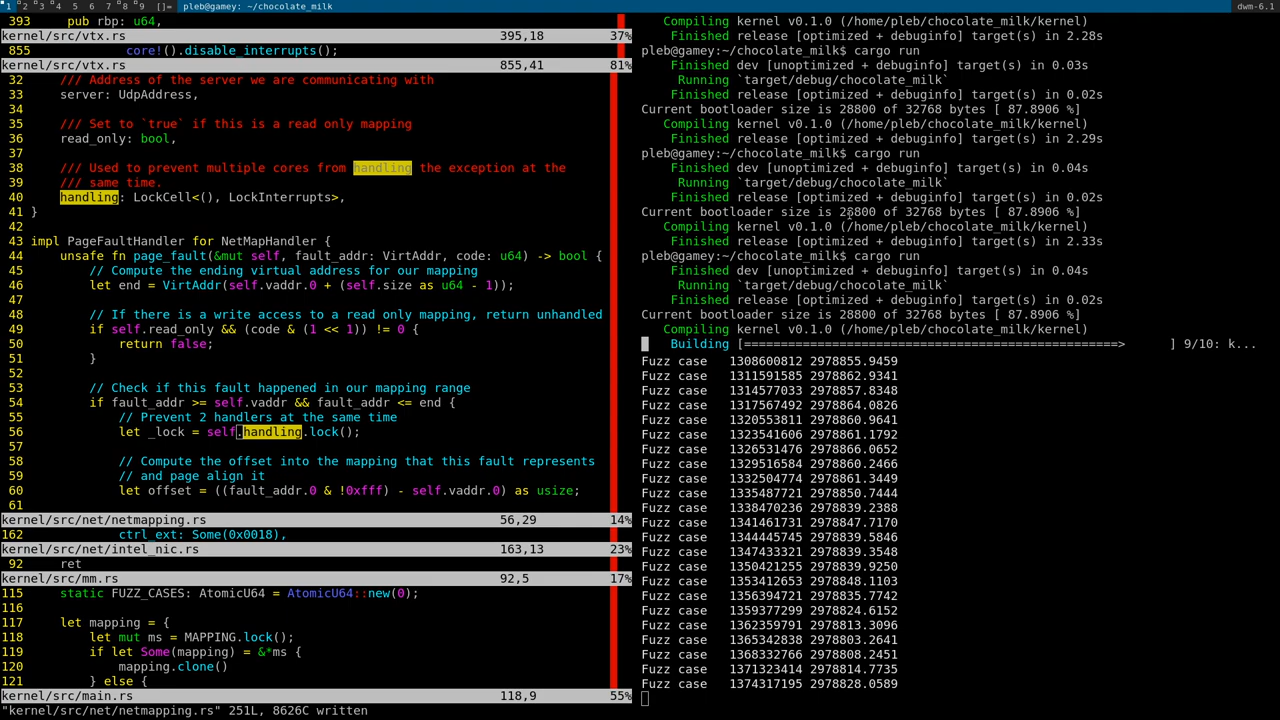 1 2 3 4 5 6 7 8 9 []= pleb@gamey: ~/chocolate_milk dwm-6.1
393 pub rbp: u64,
kernel/src/vtx.rs 395,18 37%
855 core!().disable_interrupts();
kernel/src/vtx.rs 855,41 81%
32 /// Address of the server we are communicating with
33 server: UdpAddress,
34
35 /// Set to `true` if this is a read only mapping
36 read_only: bool,
37
38 /// Used to prevent multiple cores from handling the exception at the
39 /// same time.
40 handling: LockCell<(), LockInterrupts>,
41 }
42
43 impl PageFaultHandler for NetMapHandler {
44 unsafe fn page_fault(&mut self, fault_addr: VirtAddr, code: u64) -> bool {
45 // Compute the ending virtual address for our mapping
46 let end = VirtAddr(self.vaddr.0 + (self.size as u64 - 1));
47
48 // If there is a write access to a read only mapping, return unhandled
49 if self.read_only && (code & (1 << 1)) != 0 {
50 return false;
51 }
52
53 // Check if this fault happened in our mapping range
54 if fault_addr >= self.vaddr && fault_addr <= end {
55 // Prevent 2 handlers at the same time
56 let _lock = self.handling.lock();
57
58 // Compute the offset into the mapping that this fault represents
59 // and page align it
60 let offset = ((fault_addr.0 & !0xfff) - self.vaddr.0) as usize;
61
kernel/src/net/netmapping.rs 56,29 14%
162 ctrl_ext: Some(0x0018),
kernel/src/net/intel_nic.rs 163,13 23%
92 ret
kernel/src/mm.rs 92,5 17%
115 static FUZZ_CASES: AtomicU64 = AtomicU64::new(0);
116
117 let mapping = {
118 let mut ms = MAPPING.lock();
119 if let Some(mapping) = &*ms {
120 mapping.clone()
121 } else {
kernel/src/main.rs 118,9 55%
"kernel/src/net/netmapping.rs" 251L, 8626C written
Compiling kernel v0.1.0 (/home/pleb/chocolate_milk/kernel)
Finished release [optimized + debuginfo] target(s) in 2.28s
pleb@gamey:~/chocolate_milk$ cargo run
Finished dev [unoptimized + debuginfo] target(s) in 0.03s
Running `target/debug/chocolate_milk`
Finished release [optimized + debuginfo] target(s) in 0.02s
Current bootloader size is 28800 of 32768 bytes [ 87.8906 %]
Compiling kernel v0.1.0 (/home/pleb/chocolate_milk/kernel)
Finished release [optimized + debuginfo] target(s) in 2.29s
pleb@gamey:~/chocolate_milk$ cargo run
Finished dev [unoptimized + debuginfo] target(s) in 0.04s
Running `target/debug/chocolate_milk`
Finished release [optimized + debuginfo] target(s) in 0.02s
Current bootloader size is 28800 of 32768 bytes [ 87.8906 %]
Compiling kernel v0.1.0 (/home/pleb/chocolate_milk/kernel)
Finished release [optimized + debuginfo] target(s) in 2.33s
pleb@gamey:~/chocolate_milk$ cargo run
Finished dev [unoptimized + debuginfo] target(s) in 0.04s
Running `target/debug/chocolate_milk`
Finished release [optimized + debuginfo] target(s) in 0.02s
Current bootloader size is 28800 of 32768 bytes [ 87.8906 %]
Compiling kernel v0.1.0 (/home/pleb/chocolate_milk/kernel)
Building [==================================================> ] 9/10: k...
Fuzz case 1308600812 2978855.9459
Fuzz case 1311591585 2978862.9341
Fuzz case 1314577033 2978857.8348
Fuzz case 1317567492 2978864.0826
Fuzz case 1320553811 2978860.9641
Fuzz case 1323541606 2978861.1792
Fuzz case 1326531476 2978866.0652
Fuzz case 1329516584 2978860.2466
Fuzz case 1332504774 2978861.3449
Fuzz case 1335487721 2978850.7444
Fuzz case 1338470236 2978839.2388
Fuzz case 1341461731 2978847.7170
Fuzz case 1344445745 2978839.5846
Fuzz case 1347433321 2978839.3548
Fuzz case 1350421255 2978839.9250
Fuzz case 1353412653 2978848.1103
Fuzz case 1356394721 2978835.7742
Fuzz case 1359377299 2978824.6152
Fuzz case 1362359791 2978813.3096
Fuzz case 1365342838 2978803.2641
Fuzz case 1368332766 2978808.2451
Fuzz case 1371323414 2978814.7735
Fuzz case 1374317195 2978828.0589